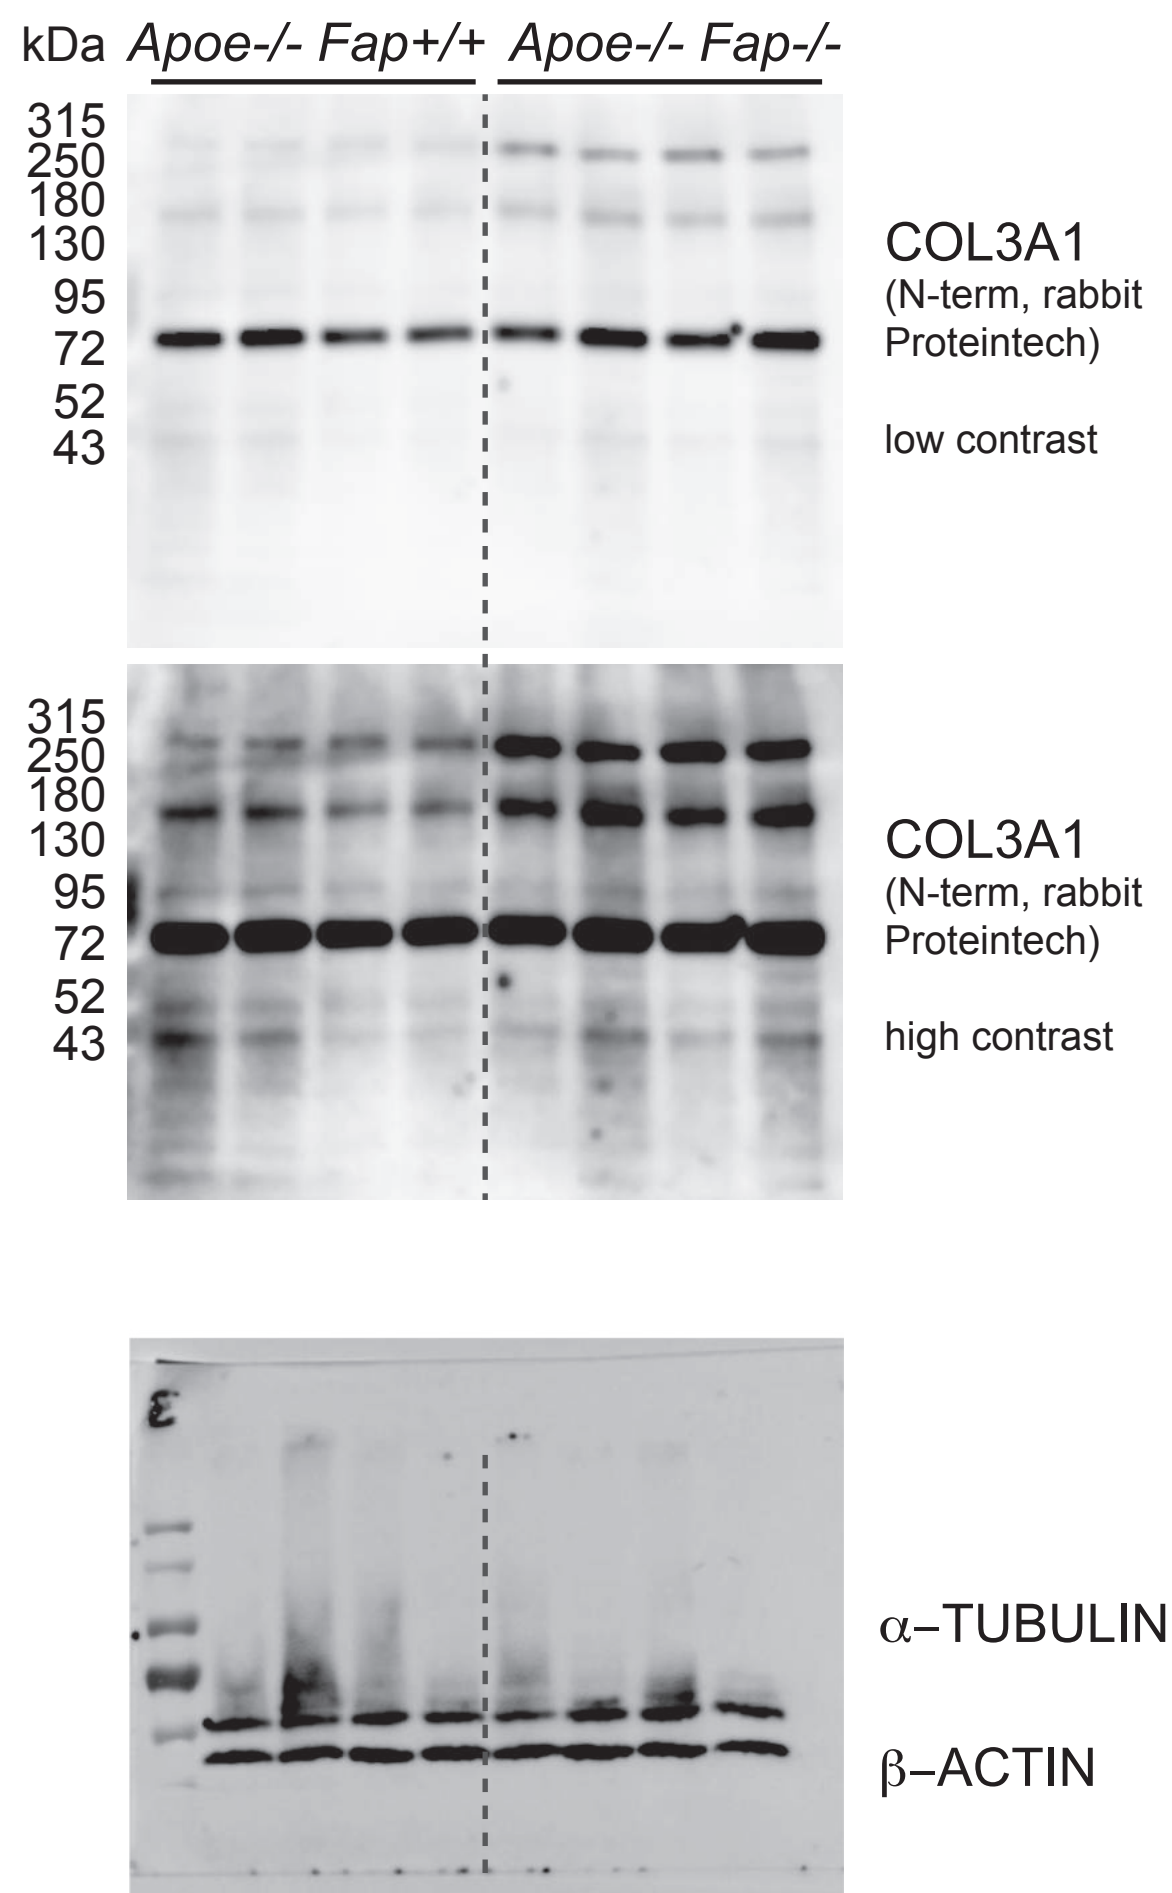 kDa Apoe-/- Fap+/+ Apoe-/- Fap-/-
315
250
180
130
95
72
52
43
COL3A1
(N-term, rabbit
Proteintech)
low contrast
315
250
180
130
95
72
52
43
COL3A1
(N-term, rabbit
Proteintech)
high contrast
α–TUBULIN
β–ACTIN